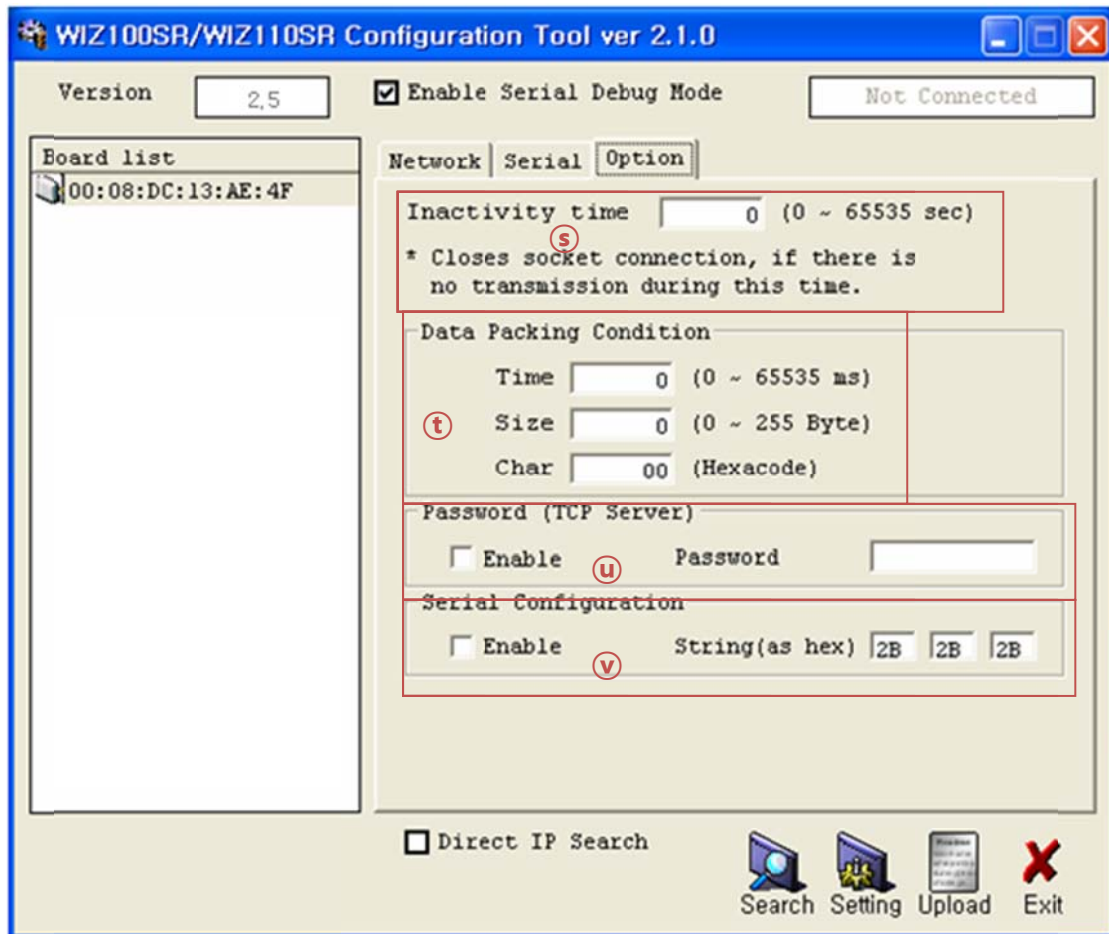 WIZ100SR/WIZ110SR Configuration Tool ver 2.1.0
Version 2,5 Enable Serial Debug Mode Not Connected
Board list
00:08:DC:13:AE:4F
Network Serial Option
Inactivity time 0 (0 ~ 65535 sec)
ⓢ
* Closes socket connection, if there is
no transmission during this time.
Data Packing Condition
Time 0 (0 ~ 65535 ms)
ⓣ Size 0 (0 ~ 255 Byte)
Char 00 (Hexacode)
Password (TCP Server)
Enable ⓤ Password
Serial Configuration
Enable String(as hex) 2B 2B 2B
ⓥ
Direct IP Search
Search Setting Upload Exit